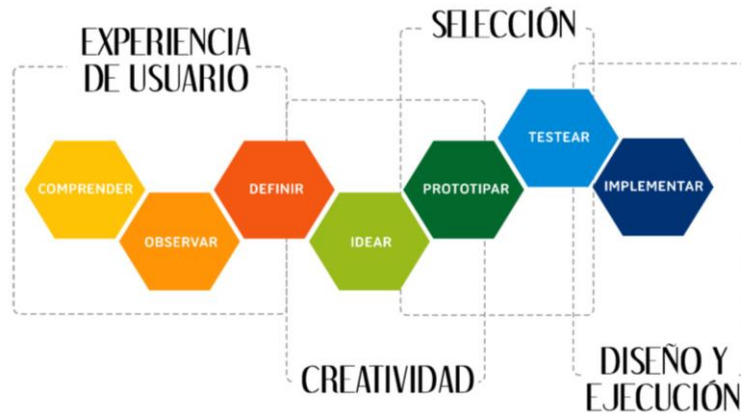 EXPERIENCIA
DE USUARIO
SELECCIÓN
COMPRENDER
OBSERVAR
DEFINIR
IDEAR
PROTOTIPAR
TESTEAR
IMPLEMENTAR
CREATIVIDAD
DISEÑO Y
EJECUCIÓN